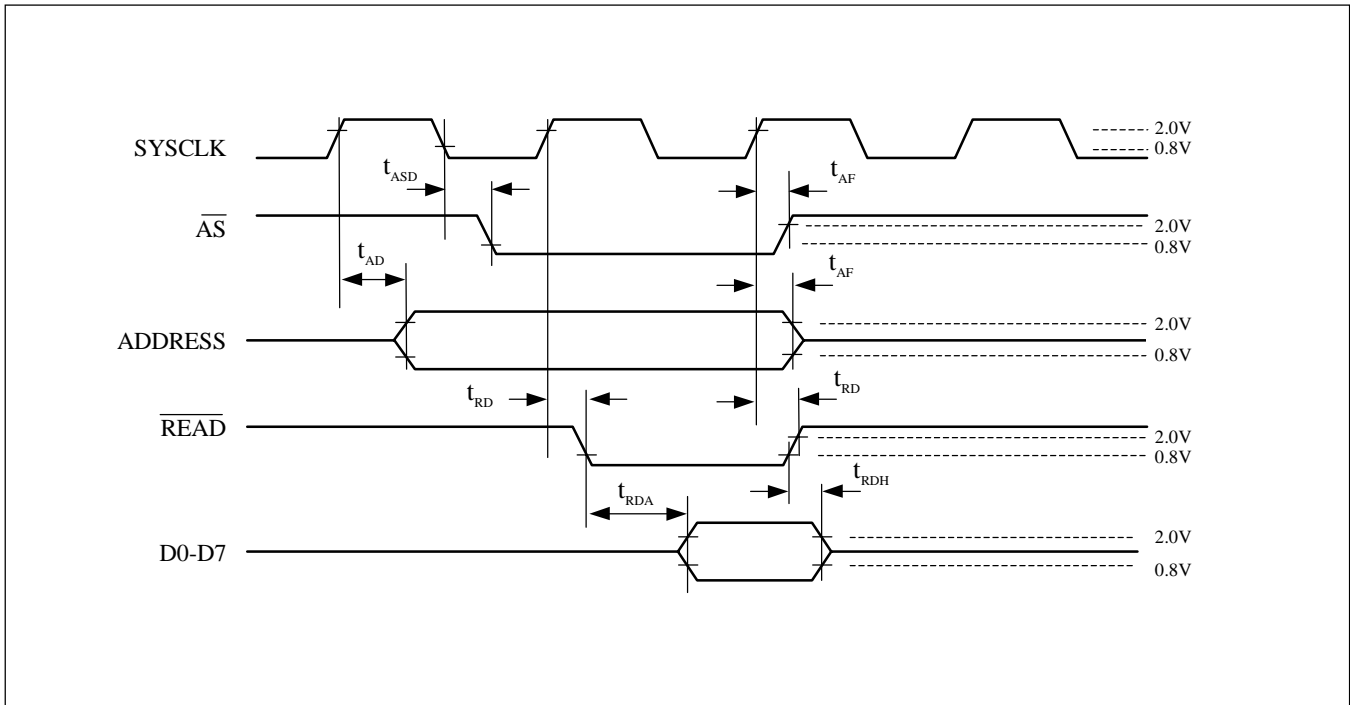 SYSCLK
2.0V
0.8V
tASD
tAF
AS
2.0V
0.8V
tAD
tAF
ADDRESS
2.0V
0.8V
tRD
tRD
READ
2.0V
0.8V
tRDA
tRDH
D0-D7
2.0V
0.8V